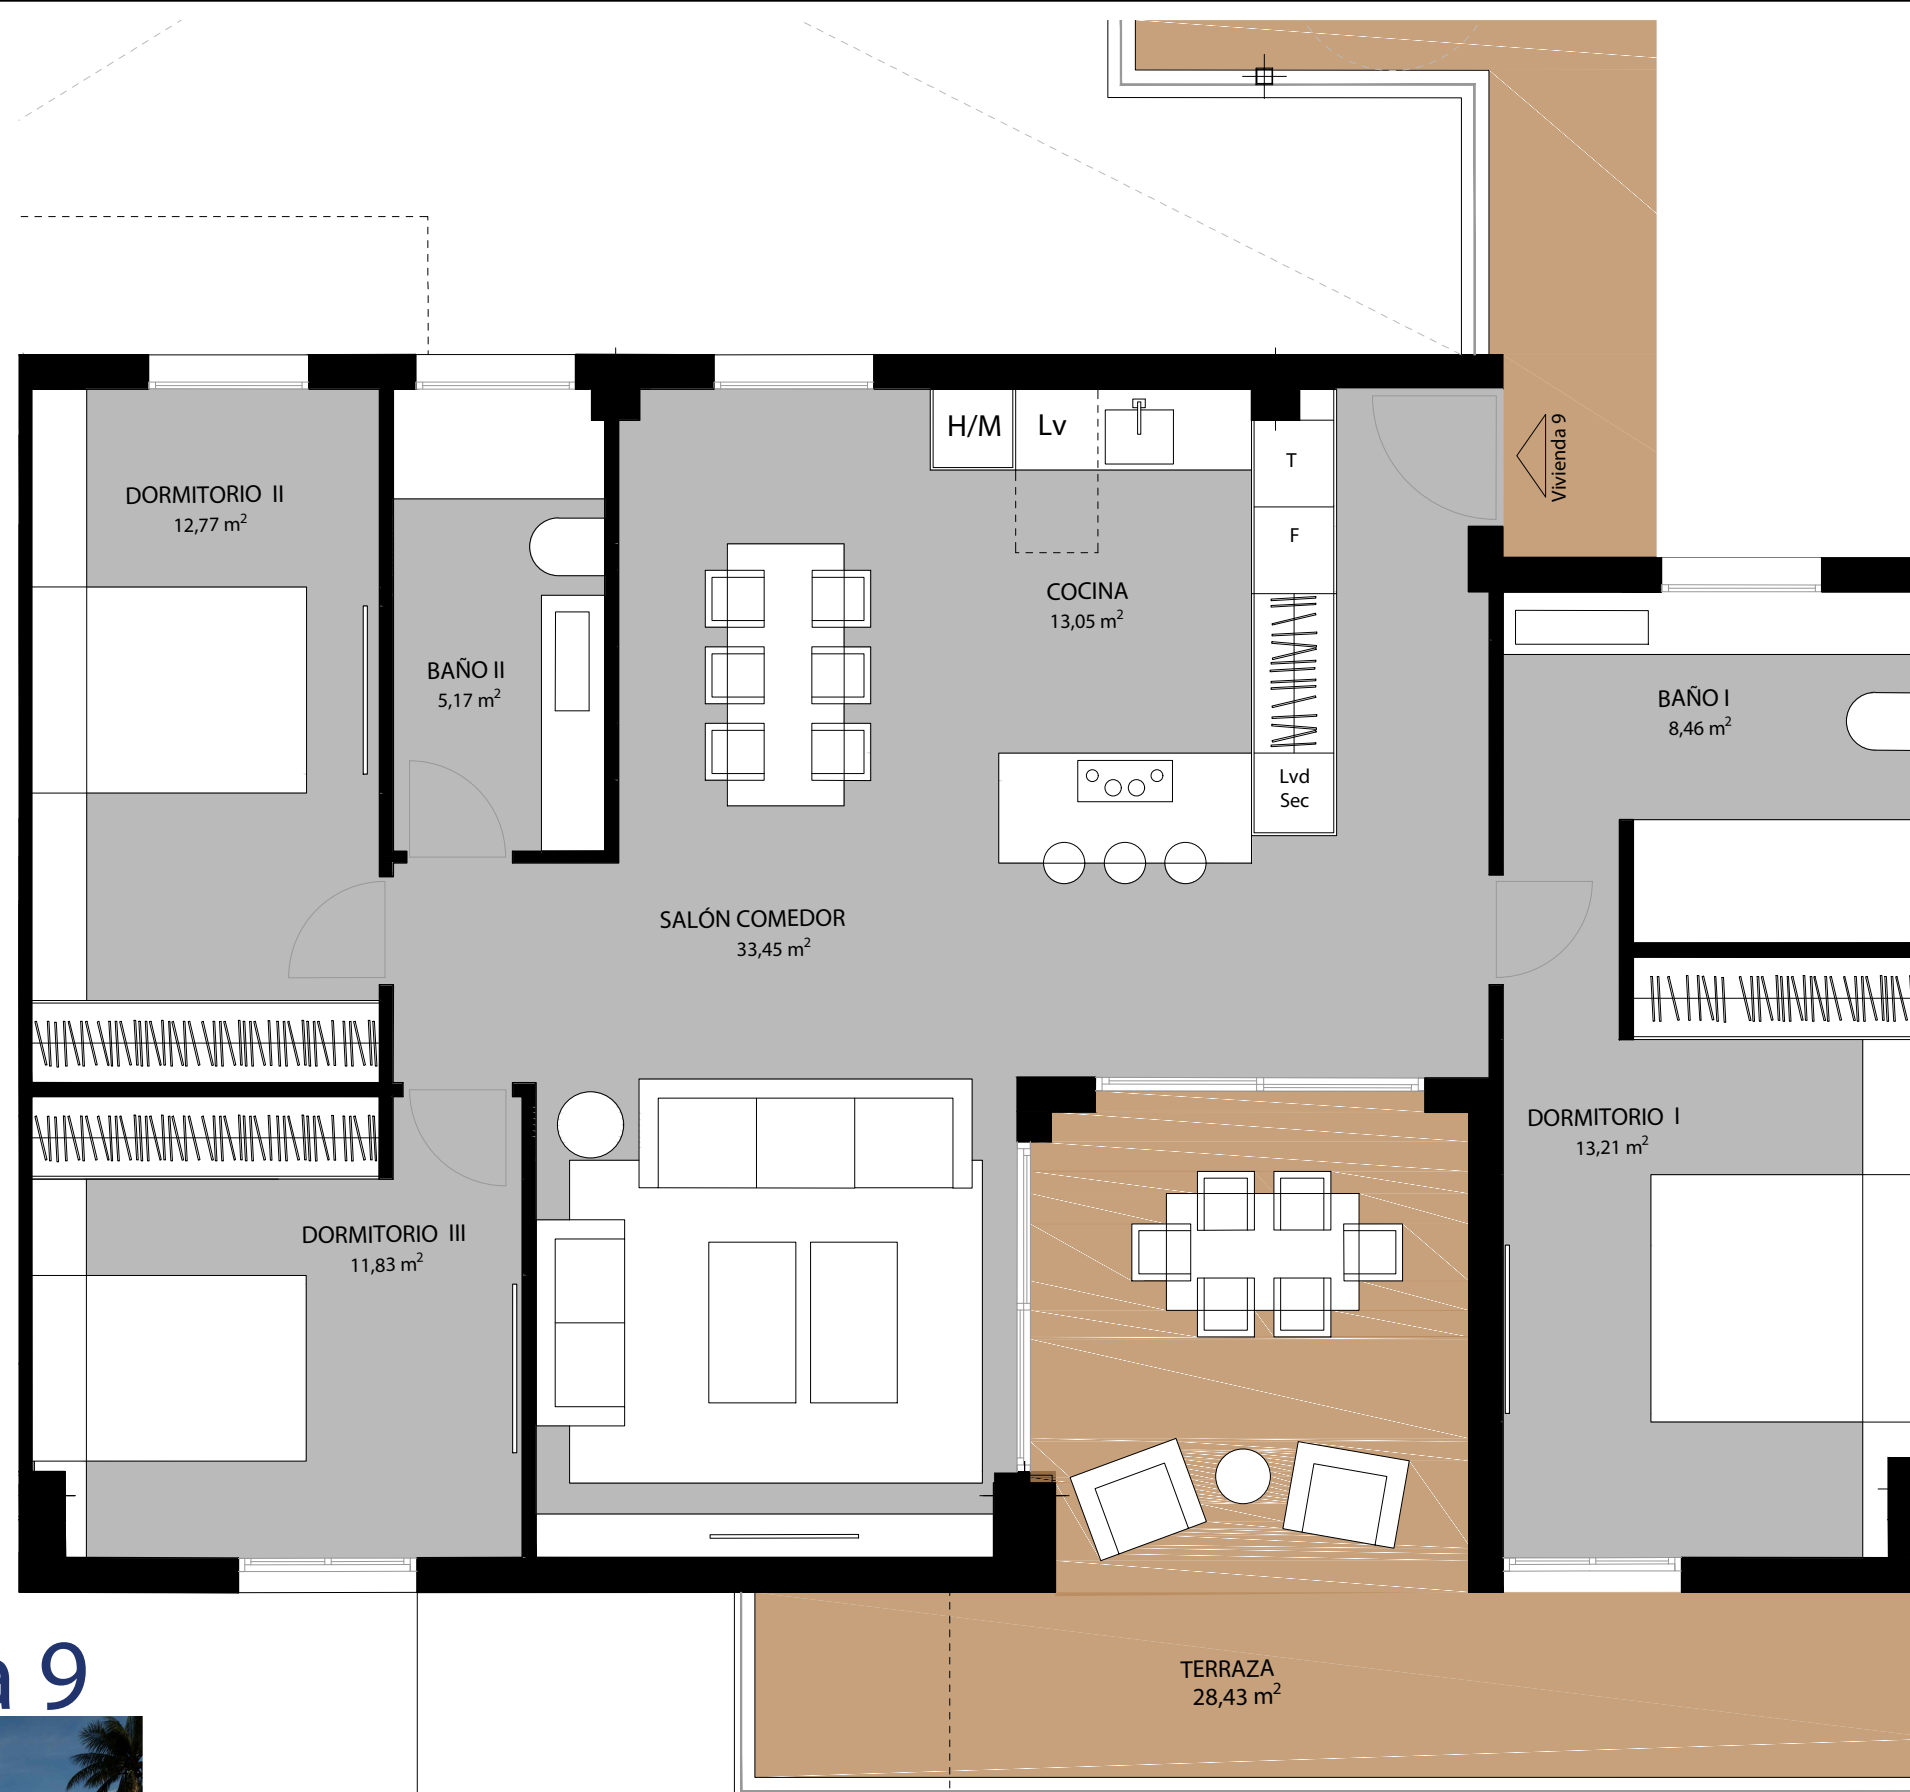 Vivienda 9
H/M
Lv
T
F
DORMITORIO II
12,77 m²
COCINA
13,05 m²
BAÑO II
5,17 m²
BAÑO I
8,46 m²
Lvd
Sec
SALÓN COMEDOR
33,45 m²
DORMITORIO I
13,21 m²
DORMITORIO III
11,83 m²
TERRAZA
28,43 m²
a 9